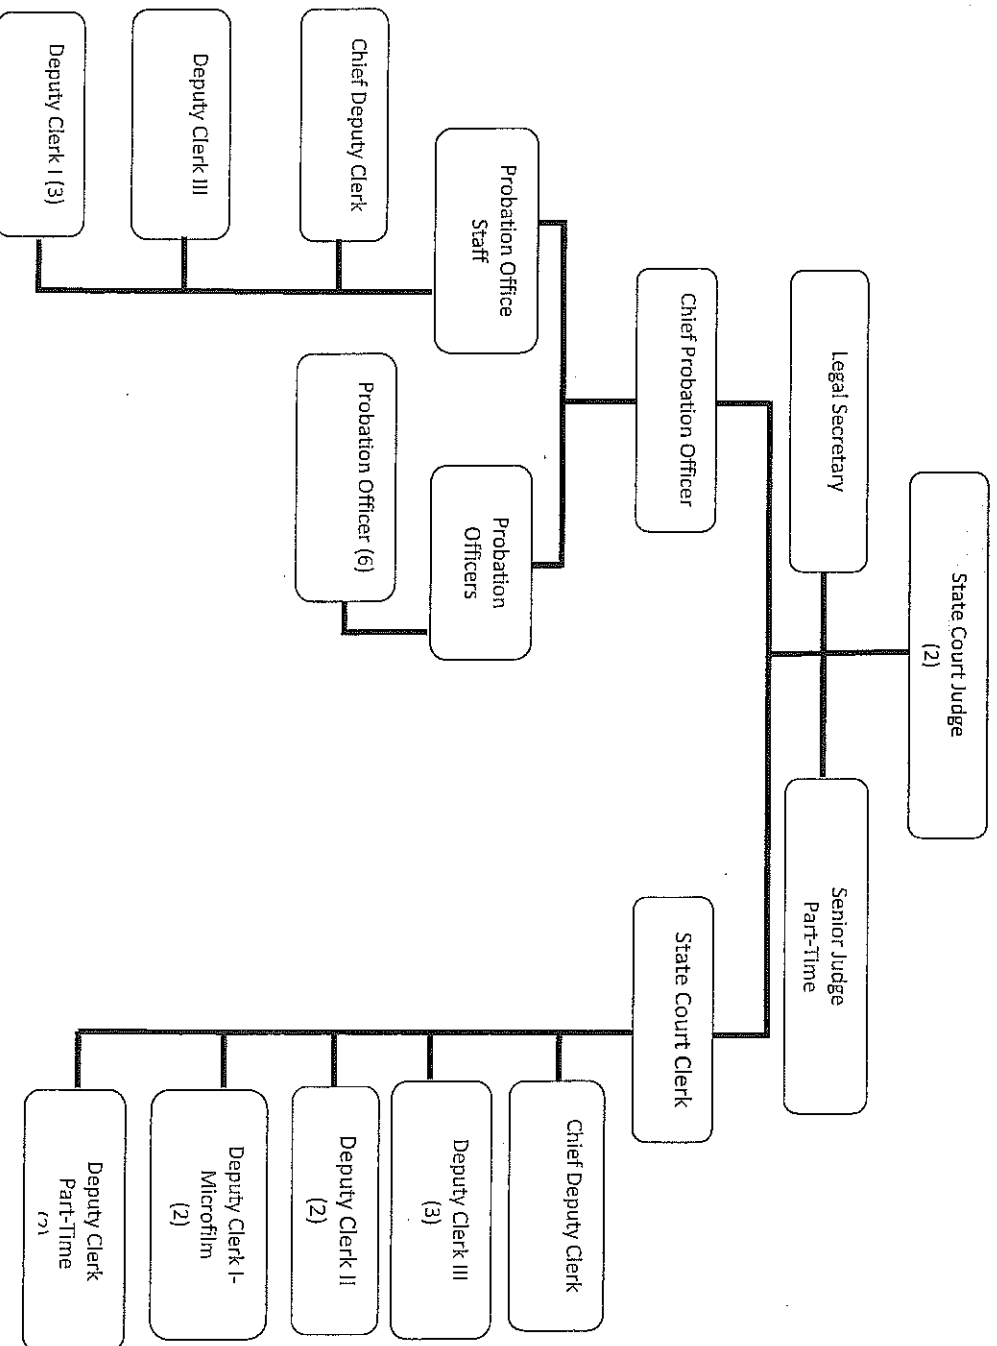 State Court Judge
(2)
Legal Secretary
Senior Judge
Part-Time
Chief Probation Officer
State Court Clerk
Probation Office
Staff
Probation
Officers
Chief Deputy Clerk
Deputy Clerk III
Deputy Clerk I (3)
Probation Officer (6)
Chief Deputy Clerk
Deputy Clerk III
(3)
Deputy Clerk II
(2)
Deputy Clerk I-
Microfilm
(2)
Deputy Clerk
Part-Time